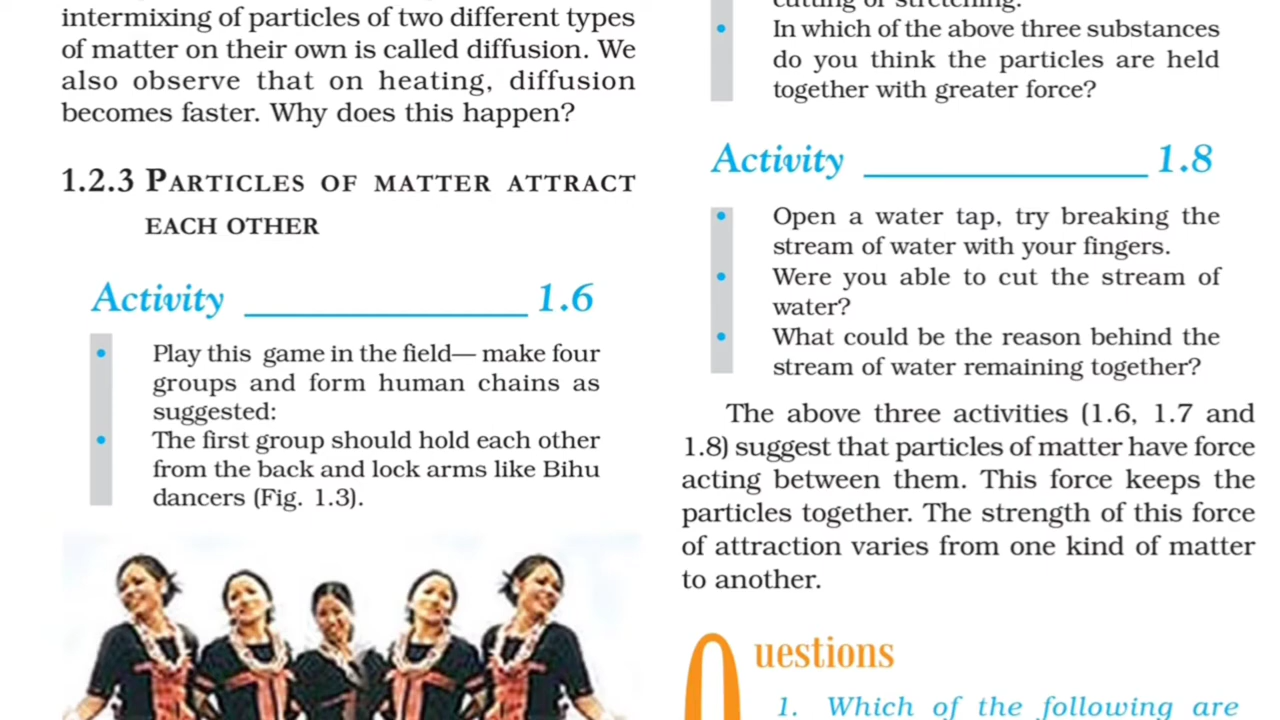 intermixing of particles of two different types
of matter on their own is called diffusion. We
also observe that on heating, diffusion
becomes faster. Why does this happen?
1.2.3 PARTICLES OF MATTER ATTRACT
EACH OTHER
Activity 1.6
• Play this game in the field— make four
groups and form human chains as
suggested:
• The first group should hold each other
from the back and lock arms like Bihu
dancers (Fig. 1.3).
cutting or stretching.
• In which of the above three substances
do you think the particles are held
together with greater force?
Activity 1.8
• Open a water tap, try breaking the
stream of water with your fingers.
• Were you able to cut the stream of
water?
• What could be the reason behind the
stream of water remaining together?
The above three activities (1.6, 1.7 and
1.8) suggest that particles of matter have force
acting between them. This force keeps the
particles together. The strength of this force
of attraction varies from one kind of matter
to another.
Questions
1. Which of the following are